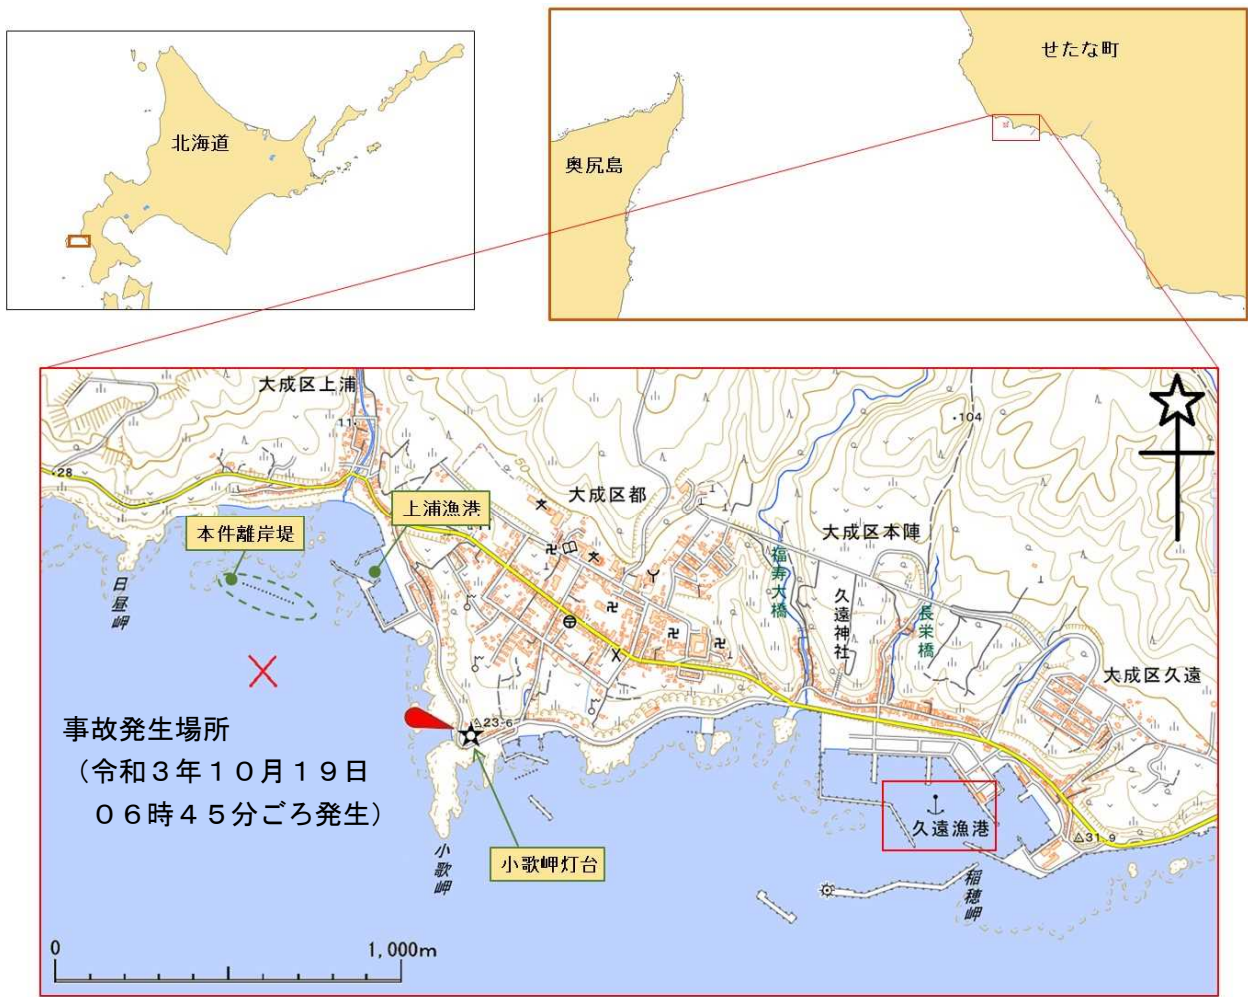 北海道
せたな町
奥尻島
大成区上浦
11
28
104
50
上浦漁港
大成区都
本件離岸堤
大成区本陣
福寿大橋
日昼岬
久遠神社
長栄橋
大成区久遠
23.6
事故発生場所
（令和３年１０月１９日
０６時４５分ごろ発生）
久遠漁港
31.9
小歌岬
小歌岬灯台
稲穂岬
0
1,000m